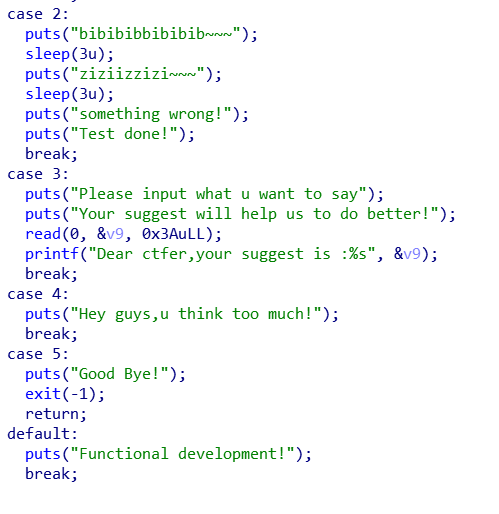 case 2:
puts("bibibibbibibib~~~");
sleep(3u);
puts("ziziizzizi~~~");
sleep(3u);
puts("something wrong!");
puts("Test done!");
break;
case 3:
puts("Please input what u want to say");
puts("Your suggest will help us to do better!");
read(0, &v9, 0x3AuLL);
printf("Dear ctfer,your suggest is :%s", &v9);
break;
case 4:
puts("Hey guys,u think too much!");
break;
case 5:
puts("Good Bye!");
exit(-1);
return;
default:
puts("Functional development!");
break;